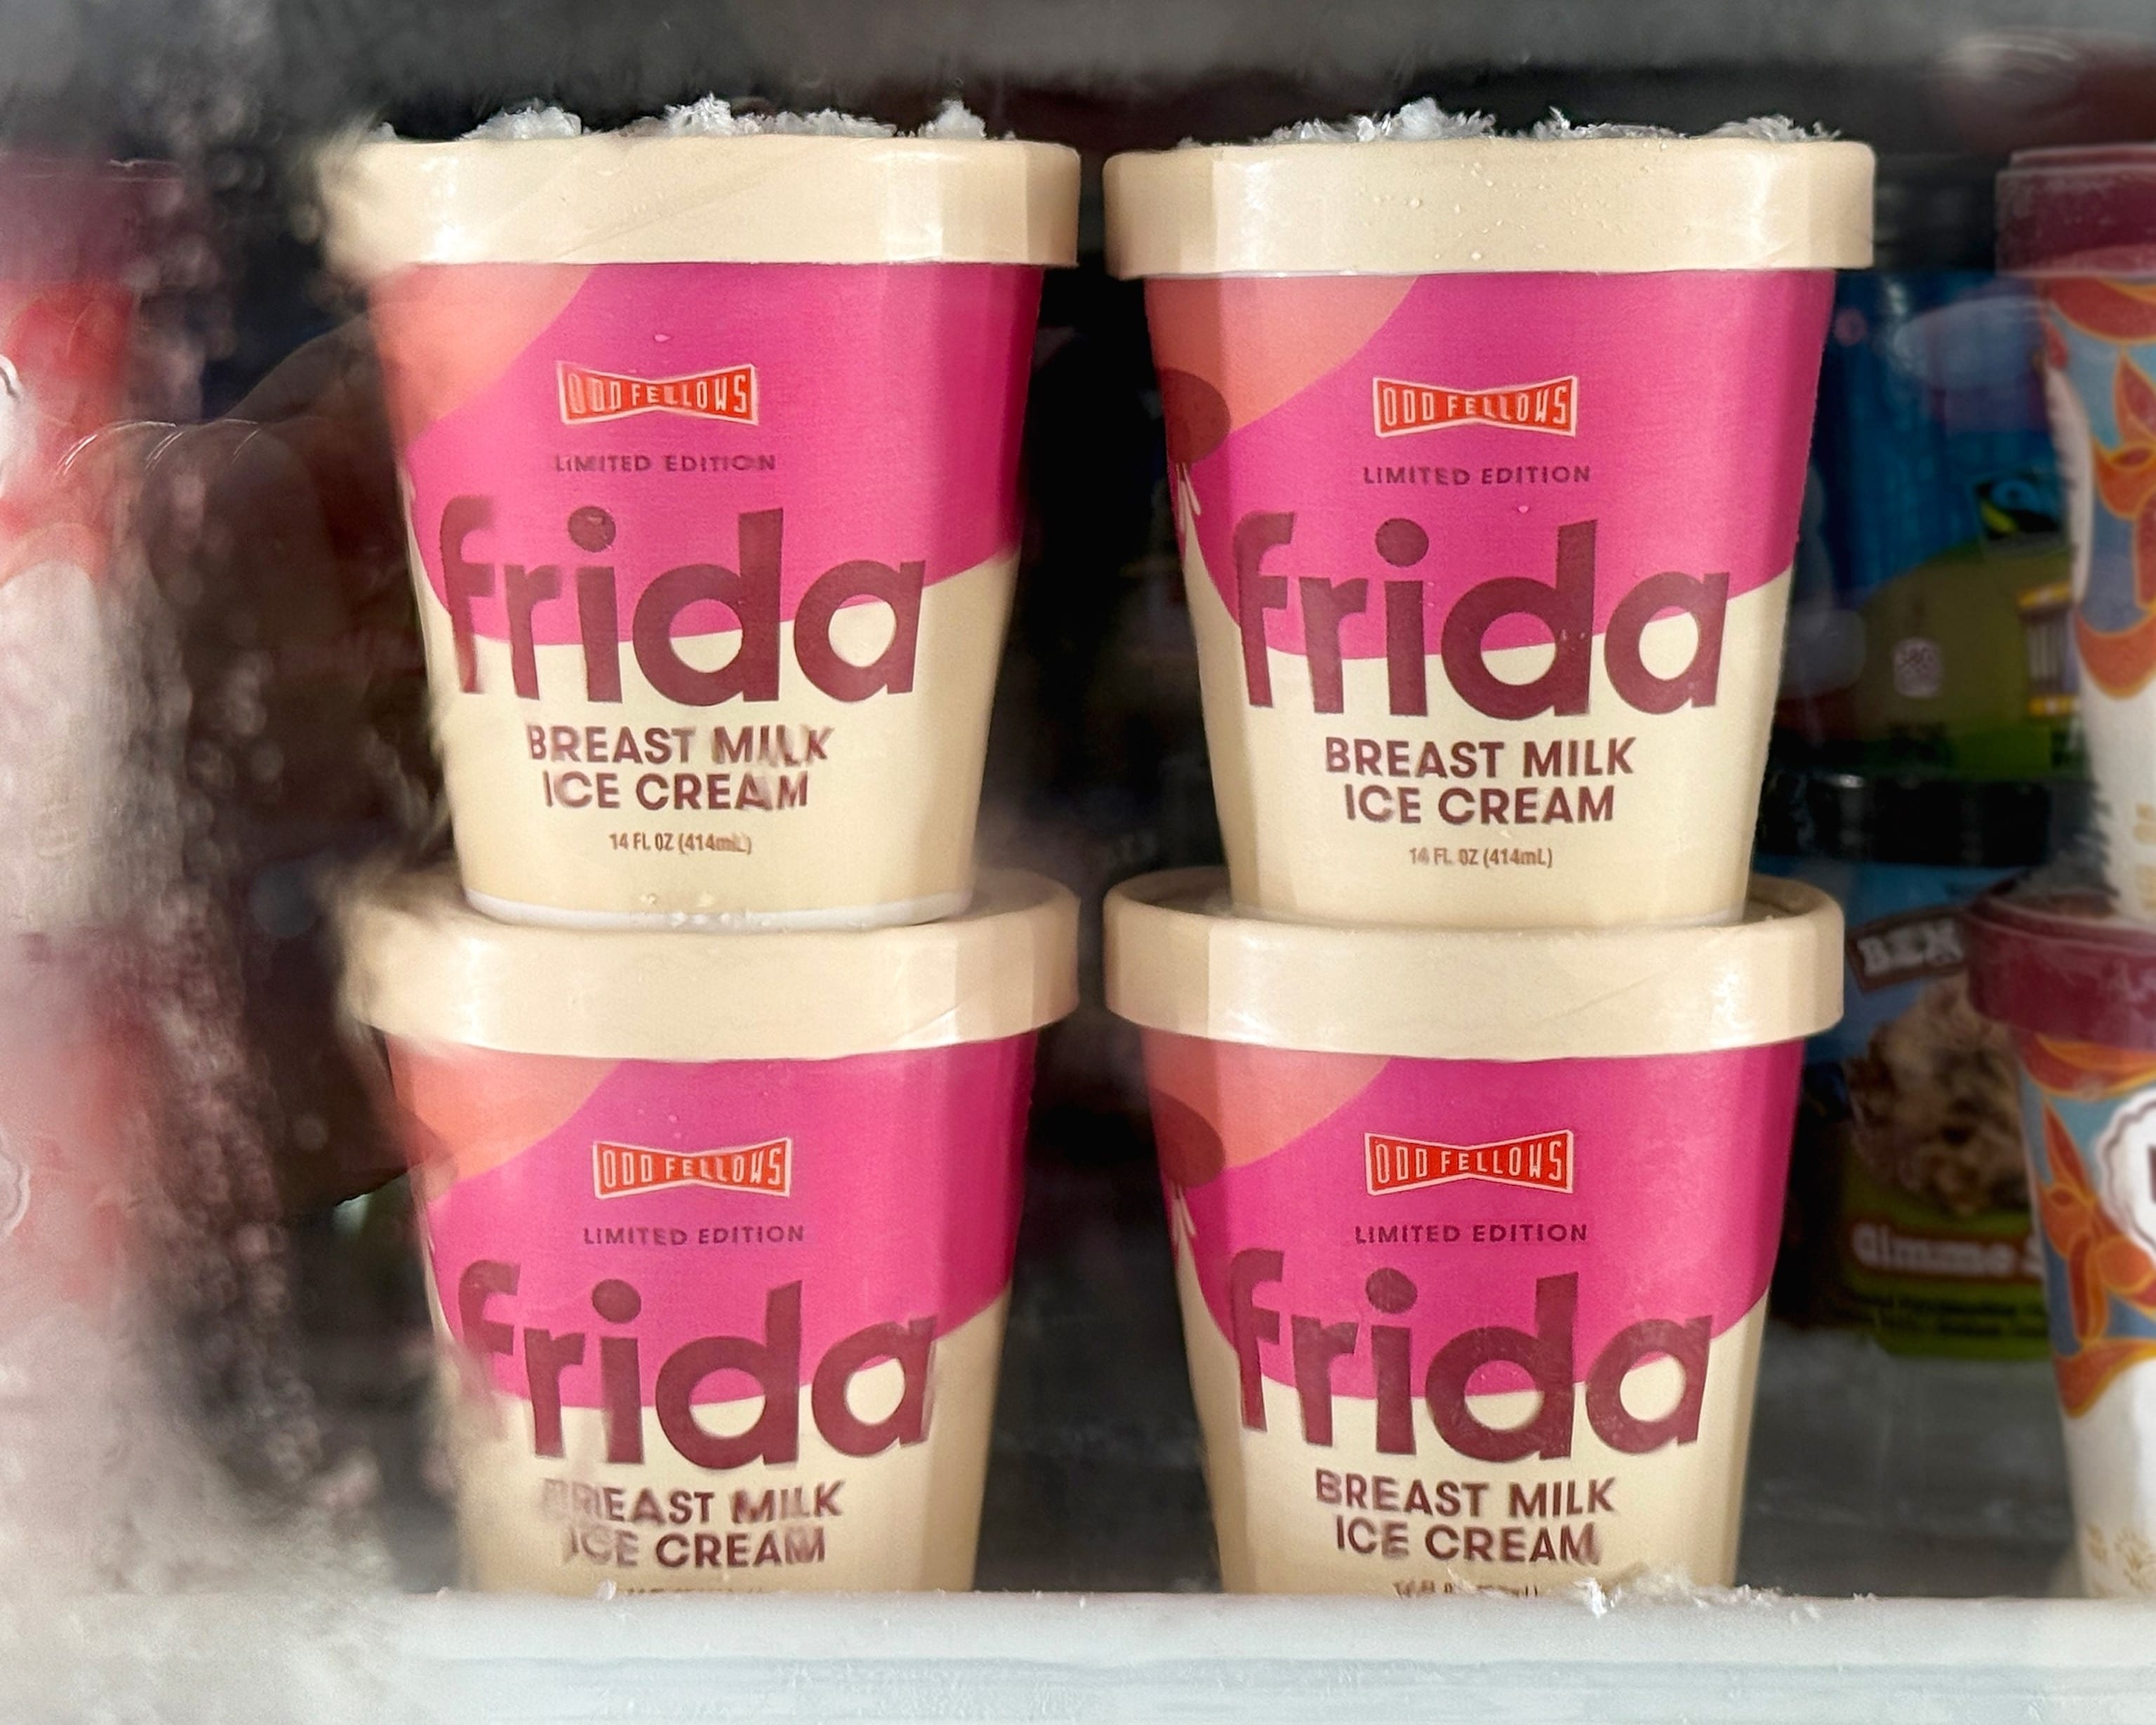 ODD FELLOWS
LIMITED EDITION
frida
BREAST MILK
ICE CREAM
14 FL OZ (414mL)
ODD FELLOWS
LIMITED EDITION
frida
BREAST MILK
ICE CREAM
14 FL OZ (414mL)
ODD FELLOWS
LIMITED EDITION
frida
BREAST MILK
ICE CREAM
ODD FELLOWS
LIMITED EDITION
frida
BREAST MILK
ICE CREAM
BEN
Gimme